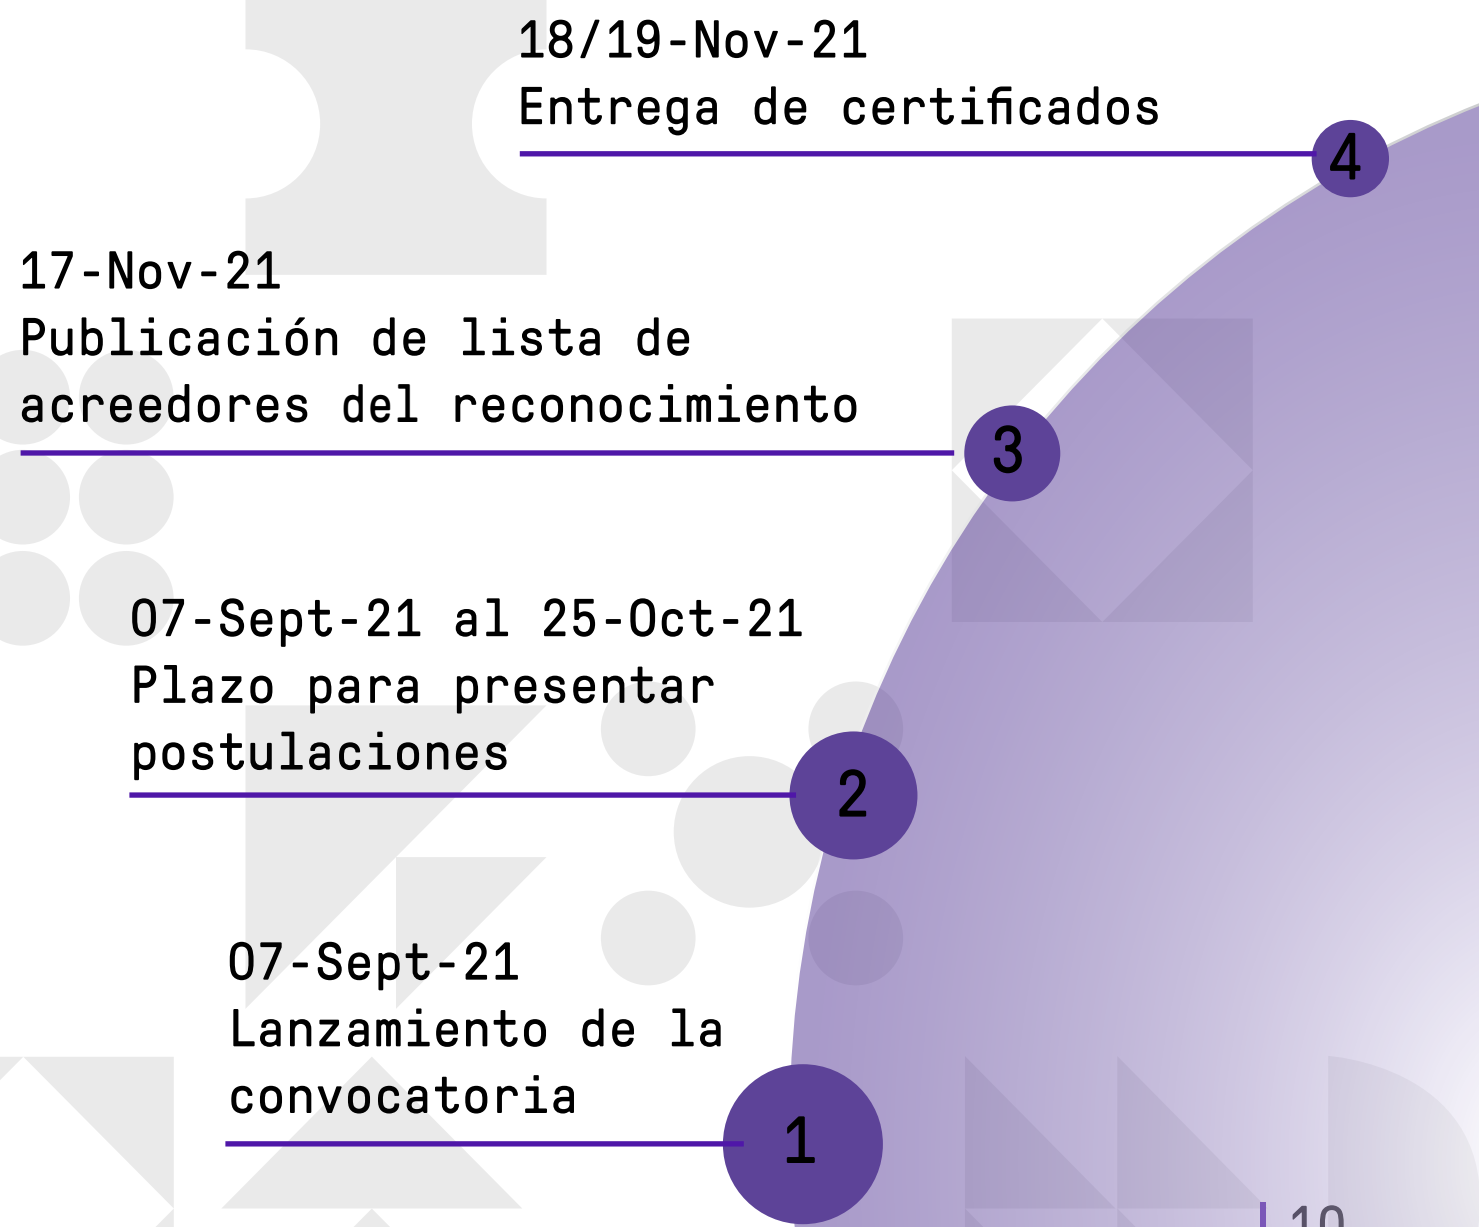 18/19-Nov-21
Entrega de certificados
4
17-Nov-21
Publicación de lista de
acreedores del reconocimiento
3
07-Sept-21 al 25-Oct-21
Plazo para presentar
postulaciones
2
07-Sept-21
Lanzamiento de la
convocatoria
1
10